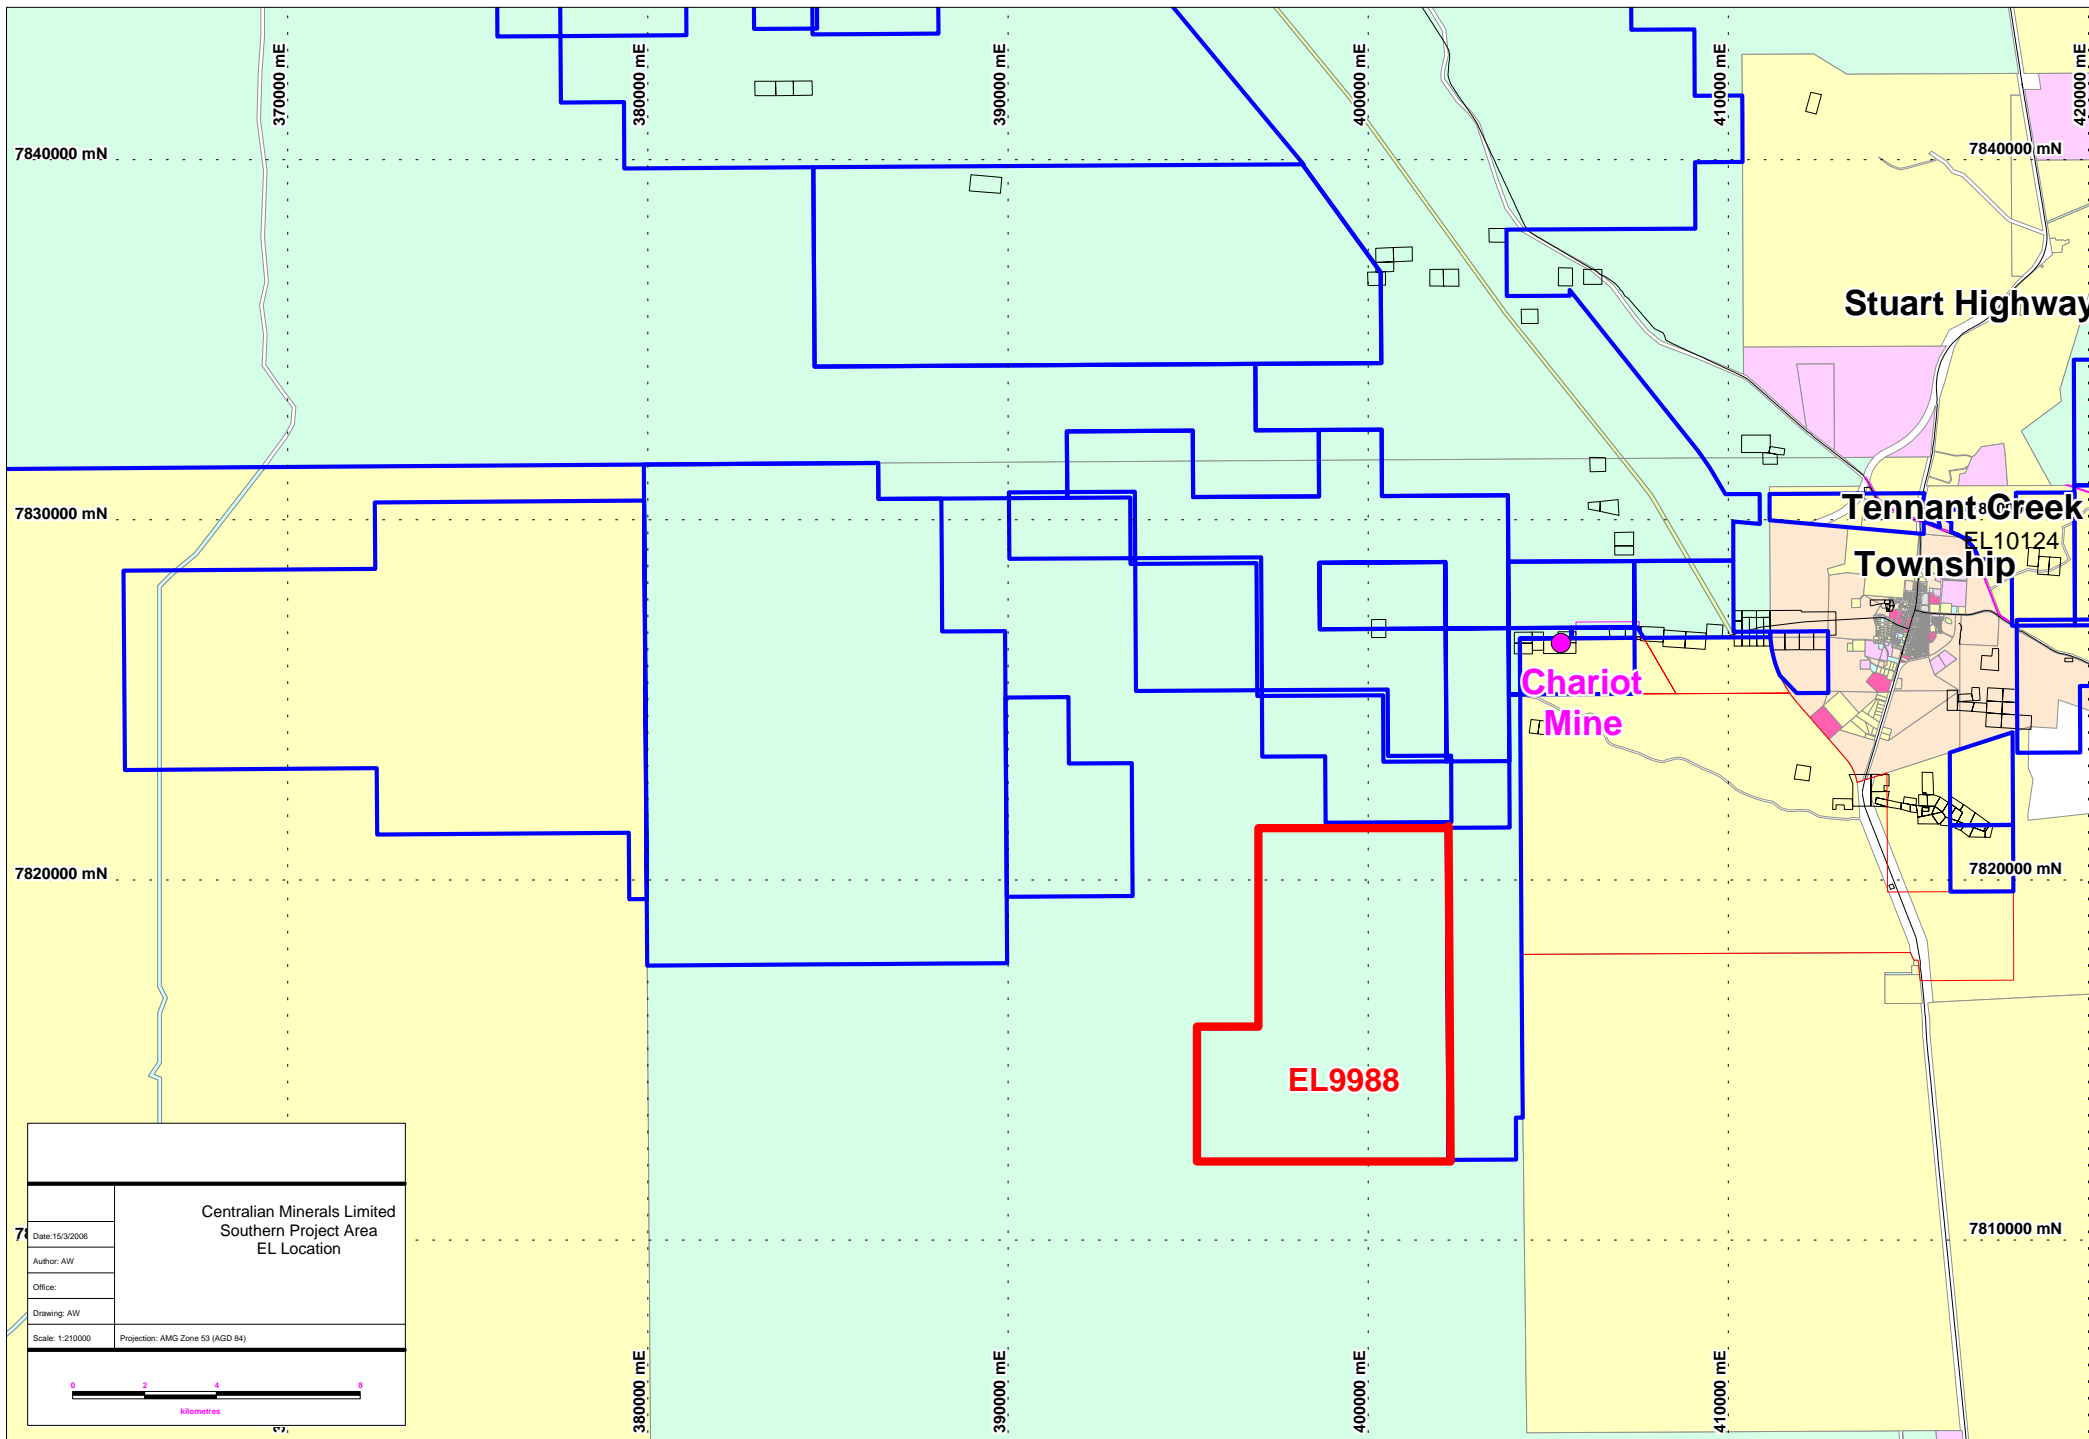 370000 mE
380000 mE
390000 mE
400000 mE
410000 mE
420000 mE
7840000 mN
7840000 mN
Stuart Highway
7830000 mN
Tennant Creek
EL10124
Township
Chariot
Mine
7820000 mN
7820000 mN
EL9988
7810000 mN
Centralian Minerals Limited
Southern Project Area
EL Location
Date:15/3/2006
Author: AW
Office:
Drawing: AW
Scale: 1:210000
Projection: AMG Zone 53 (AGD 84)
0 2 4 8
kilometres
380000 mE
390000 mE
400000 mE
410000 mE